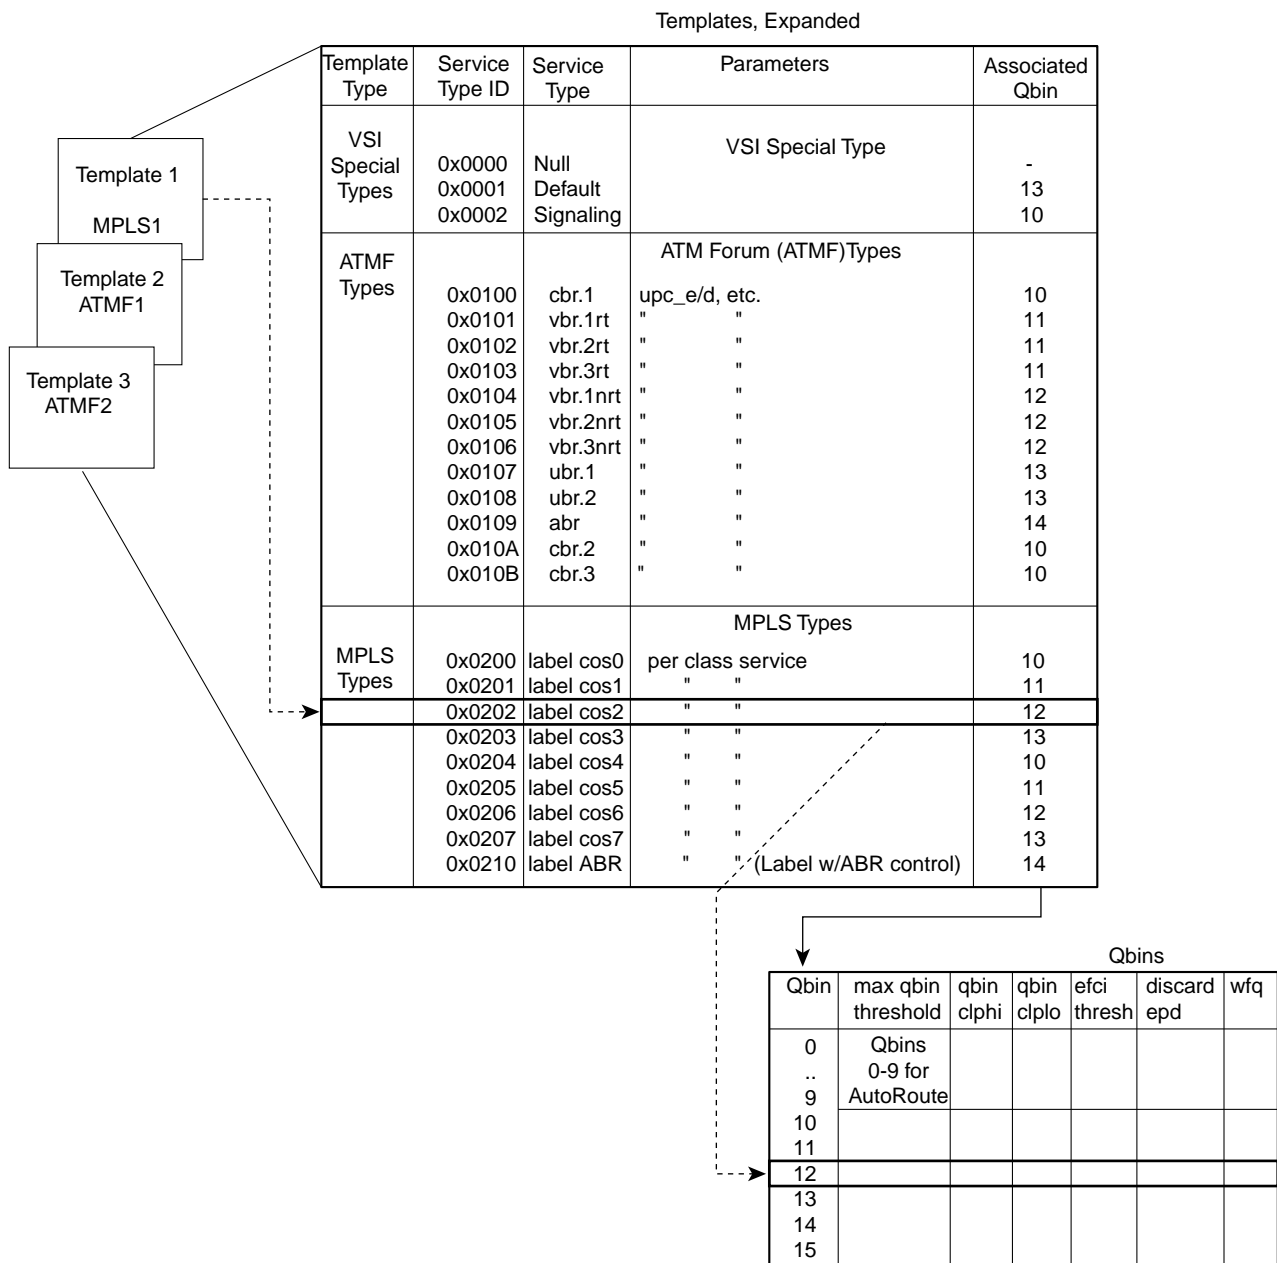 Templates, Expanded
Template Type Service Type ID Service Type Parameters Associated Qbin
VSI Special Types
VSI Special Type
0x0000 Null -
0x0001 Default 13
0x0002 Signaling 10
ATMF Types
ATM Forum (ATMF)Types
0x0100 cbr.1 upc_e/d, etc. 10
0x0101 vbr.1rt " " 11
0x0102 vbr.2rt " " 11
0x0103 vbr.3rt " " 11
0x0104 vbr.1nrt " " 12
0x0105 vbr.2nrt " " 12
0x0106 vbr.3nrt " " 12
0x0107 ubr.1 " " 13
0x0108 ubr.2 " " 13
0x0109 abr " " 14
0x010A cbr.2 " " 10
0x010B cbr.3 " " 10
MPLS Types
MPLS Types
0x0200 label cos0 per class service 10
0x0201 label cos1 " " 11
0x0202 label cos2 " " 12
0x0203 label cos3 " " 13
0x0204 label cos4 " " 10
0x0205 label cos5 " " 11
0x0206 label cos6 " " 12
0x0207 label cos7 " " 13
0x0210 label ABR " " (Label w/ABR control) 14
Template 1
MPLS1
Template 2
ATMF1
Template 3
ATMF2
Qbins
Qbin max qbin threshold qbin clphi qbin clplo efci thresh discard epd wfq
0 Qbins
.. 0-9 for
9 AutoRoute
10
11
12
13
14
15